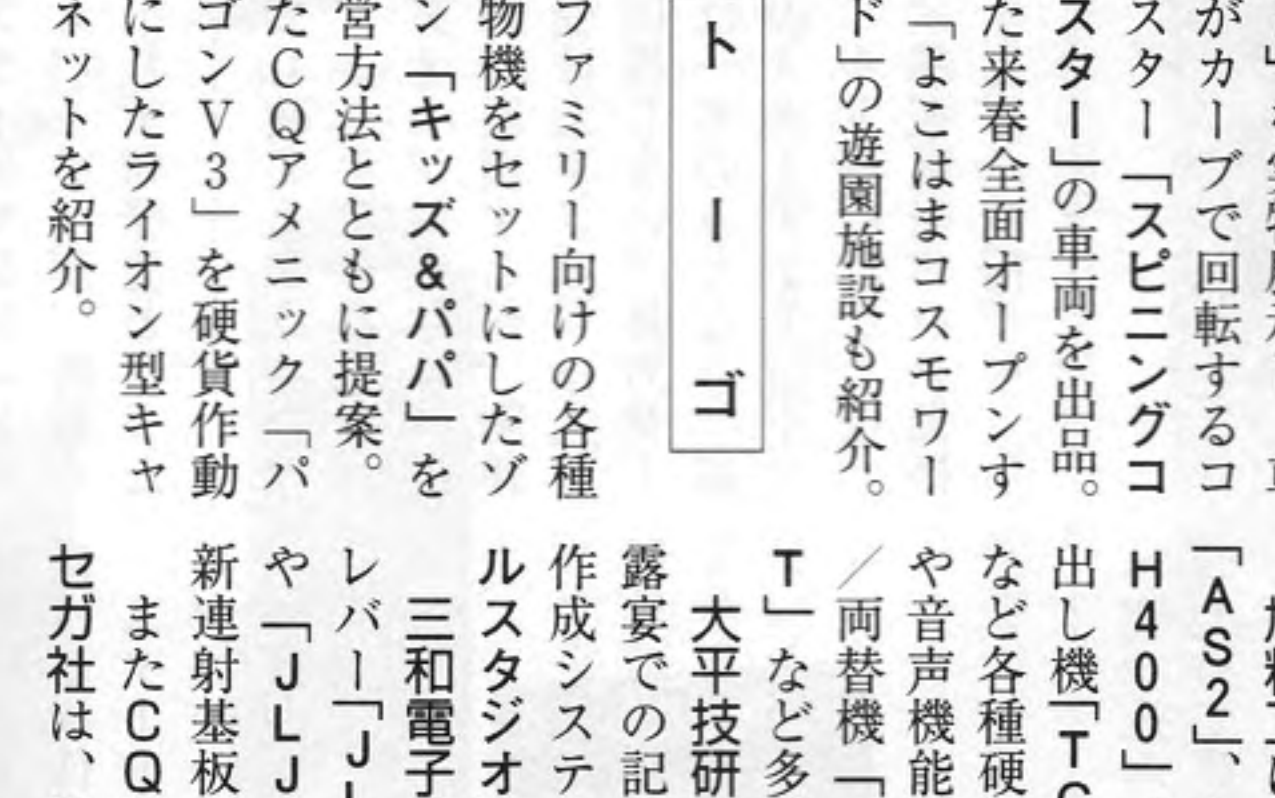 がカーブで回転するコ
スター「スピニングコ
スター」の車両を出品。
た来春全面オープンす
「よこはまコスモワー
ド」の遊園施設も紹介。
トーゴ
ファミリー向けの各種
物機をセットにしたゾ
ン「キッズ&パパ」を
営方法とともに提案。
たCQアメニック「パ
ゴンV3」を硬貨作動
にしたライオン型キャ
ネットを紹介。
「AS2」、
H400」
出し機「T
など各種硬
や音声機能
/両替機「
T」など多
大平技研
露宴での記
作成システ
ルスタジオ
三和電子
レバー「J
や「JLJ
新連射基板
またCQ
セガ社は、